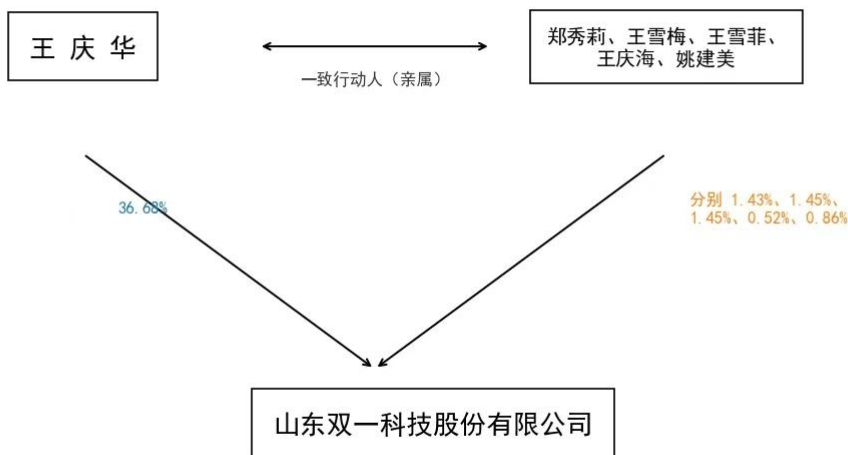 王庆华
郑秀莉、王雪梅、王雪菲、
王庆海、姚建美
一致行动人（亲属）
36.68%
分别 1.43%、1.45%、
1.45%、0.52%、0.86%
山东双一科技股份有限公司